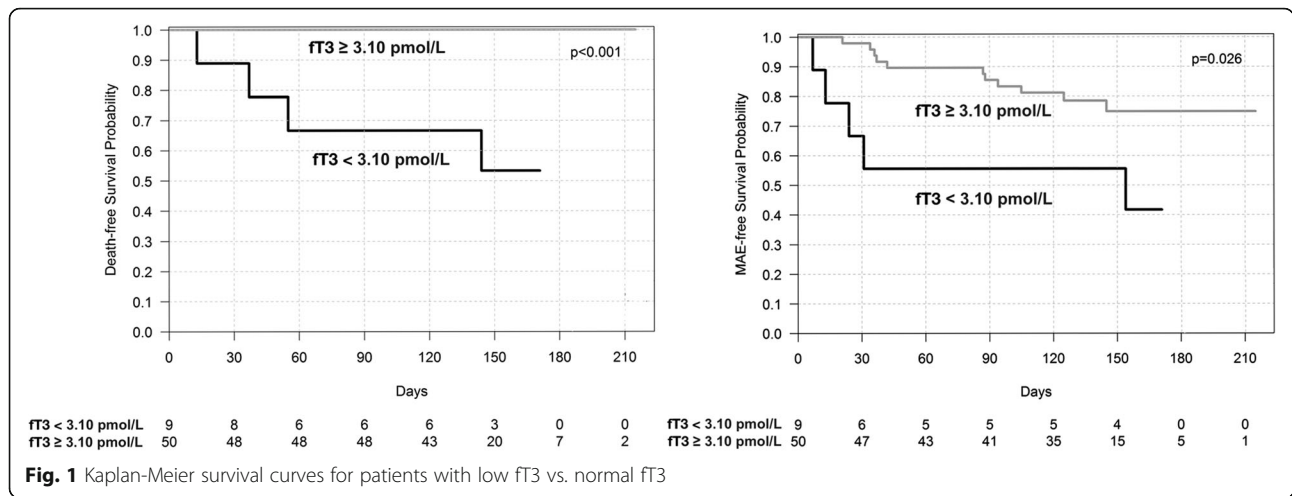 1.0
0.9
0.8
0.7
0.6
0.5
0.4
0.3
0.2
0.1
0.0
Death-free Survival Probability
fT3 ≥ 3.10 pmol/L
p<0.001
fT3 < 3.10 pmol/L
0 30 60 90 120 150 180 210
Days
fT3 < 3.10 pmol/L 9 8 6 6 6 3 0 0
fT3 ≥ 3.10 pmol/L 50 48 48 48 43 20 7 2
1.0
0.9
0.8
0.7
0.6
0.5
0.4
0.3
0.2
0.1
0.0
MAE-free Survival Probability
p=0.026
fT3 ≥ 3.10 pmol/L
fT3 < 3.10 pmol/L
0 30 60 90 120 150 180 210
Days
fT3 < 3.10 pmol/L 9 6 5 5 5 4 0 0
fT3 ≥ 3.10 pmol/L 50 47 43 41 35 15 5 1
Fig. 1 Kaplan-Meier survival curves for patients with low fT3 vs. normal fT3